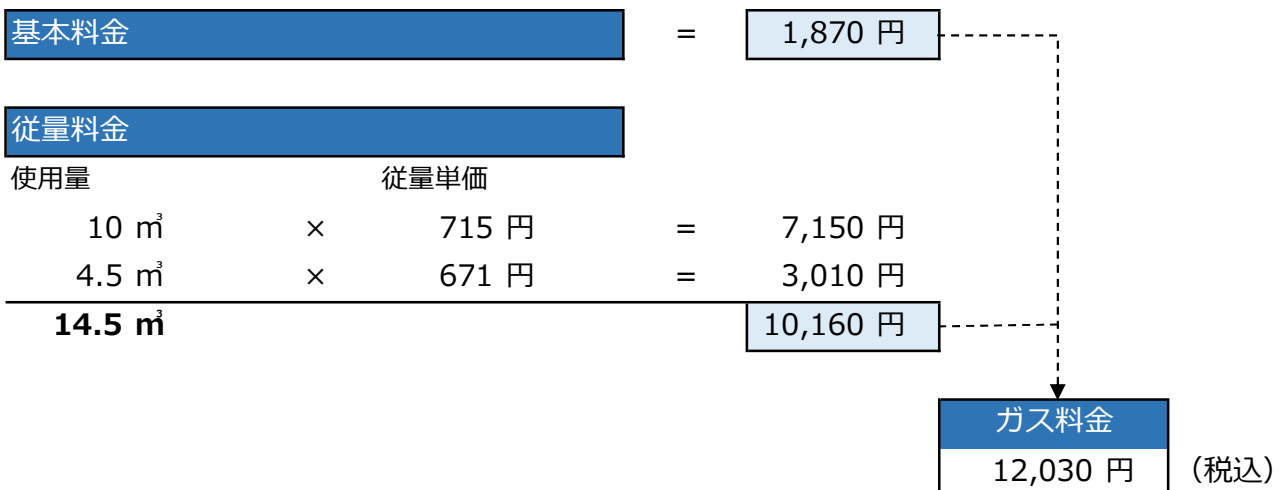 基本料金 = 1,870 円
従量料金
使用量 従量単価
10 ㎥ × 715 円 = 7,150 円
4.5 ㎥ × 671 円 = 3,010 円
14.5 ㎥ 10,160 円
ガス料金
12,030 円 （税込）